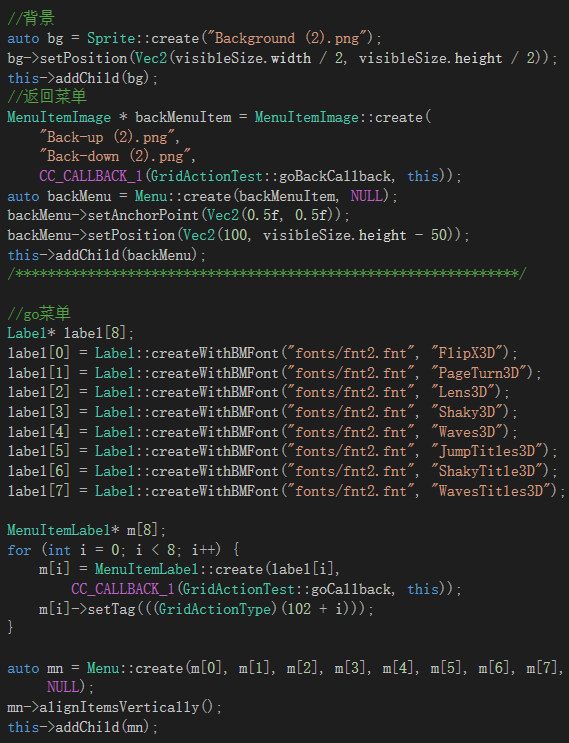 //背景
auto bg = Sprite::create("Background (2).png");
bg->setPosition(Vec2(visibleSize.width / 2, visibleSize.height / 2));
this->addChild(bg);
//返回菜单
MenuItemImage * backMenuItem = MenuItemImage::create(
    "Back-up (2).png",
    "Back-down (2).png",
    CC_CALLBACK_1(GridActionTest::goBackCallback, this));
auto backMenu = Menu::create(backMenuItem, NULL);
backMenu->setAnchorPoint(Vec2(0.5f, 0.5f));
backMenu->setPosition(Vec2(100, visibleSize.height - 50));
this->addChild(backMenu);
/***************************************************************/
//go菜单
Label* label[8];
label[0] = Label::createWithBMFont("fonts/fnt2.fnt", "FlipX3D");
label[1] = Label::createWithBMFont("fonts/fnt2.fnt", "PageTurn3D");
label[2] = Label::createWithBMFont("fonts/fnt2.fnt", "Lens3D");
label[3] = Label::createWithBMFont("fonts/fnt2.fnt", "Shaky3D");
label[4] = Label::createWithBMFont("fonts/fnt2.fnt", "Waves3D");
label[5] = Label::createWithBMFont("fonts/fnt2.fnt", "JumpTitles3D");
label[6] = Label::createWithBMFont("fonts/fnt2.fnt", "ShakyTitle3D");
label[7] = Label::createWithBMFont("fonts/fnt2.fnt", "WavesTitles3D");
MenuItemLabel* m[8];
for (int i = 0; i < 8; i++) {
    m[i] = MenuItemLabel::create(label[i],
        CC_CALLBACK_1(GridActionTest::goCallback, this));
    m[i]->setTag(((GridActionType)(102 + i)));
}
auto mn = Menu::create(m[0], m[1], m[2], m[3], m[4], m[5], m[6], m[7],
     NULL);
mn->alignItemsVertically();
this->addChild(mn);